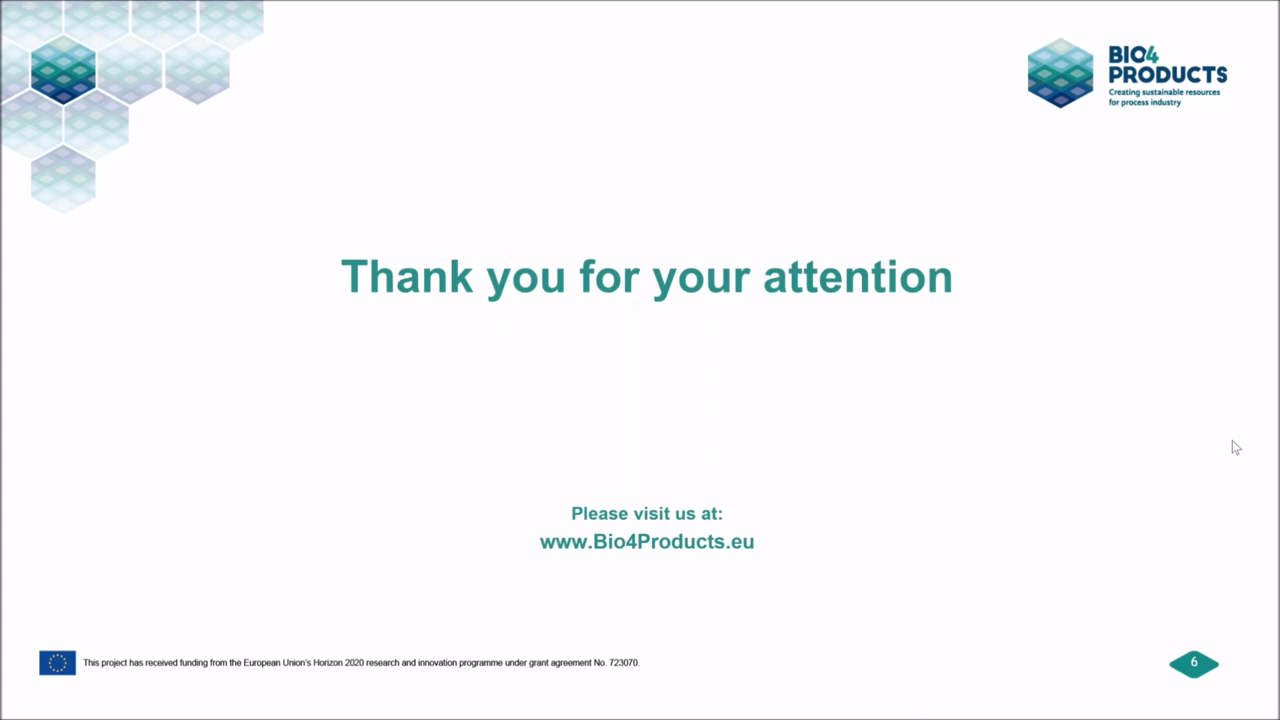 BIO4
PRODUCTS
Creating sustainable resources
for process industry
Thank you for your attention
Please visit us at:
www.Bio4Products.eu
This project has received funding from the European Union's Horizon 2020 research and innovation programme under grant agreement No. 723070.
6